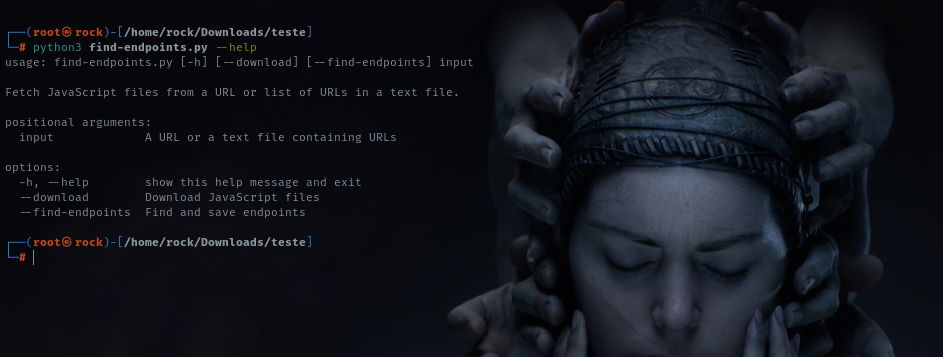 ┌──(root㉿rock)-[/home/rock/Downloads/teste]
└─# python3 find-endpoints.py --help
usage: find-endpoints.py [-h] [--download] [--find-endpoints] input
Fetch JavaScript files from a URL or list of URLs in a text file.
positional arguments:
input A URL or a text file containing URLs
options:
-h, --help show this help message and exit
--download Download JavaScript files
--find-endpoints Find and save endpoints
┌──(root㉿rock)-[/home/rock/Downloads/teste]
└─#